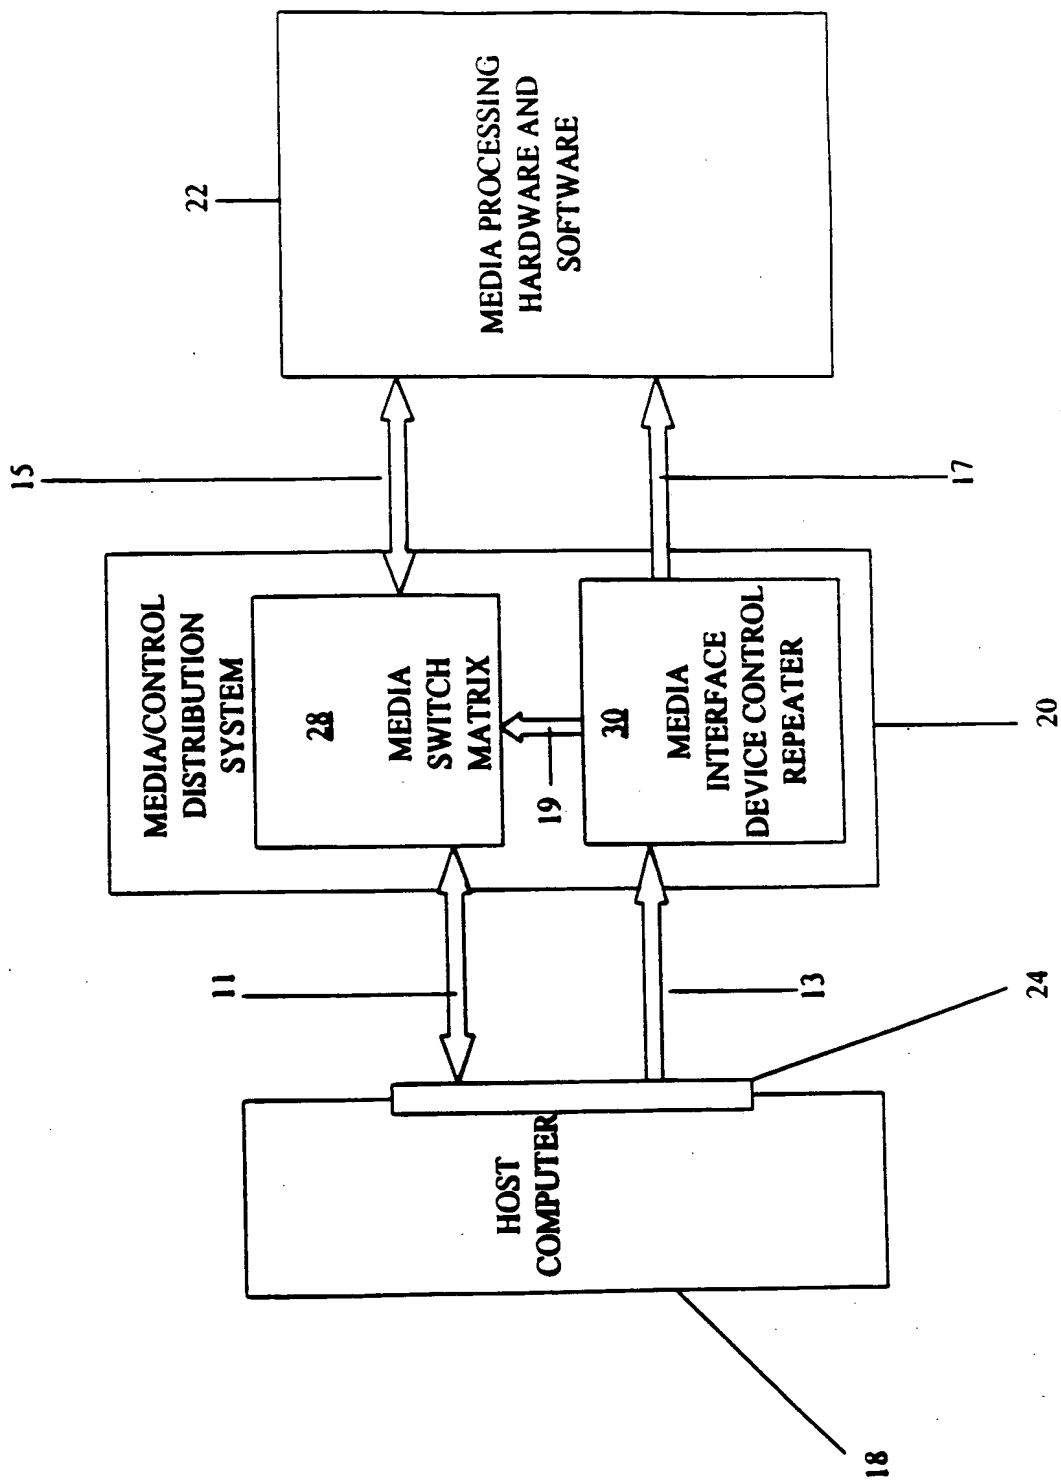 22
MEDIA PROCESSING
HARDWARE AND
SOFTWARE
15
17
MEDIA/CONTROL
DISTRIBUTION
SYSTEM
28
MEDIA
SWITCH
MATRIX
19
30
MEDIA
INTERFACE
DEVICE CONTROL
REPEATER
20
11
13
24
HOST
COMPUTER
18